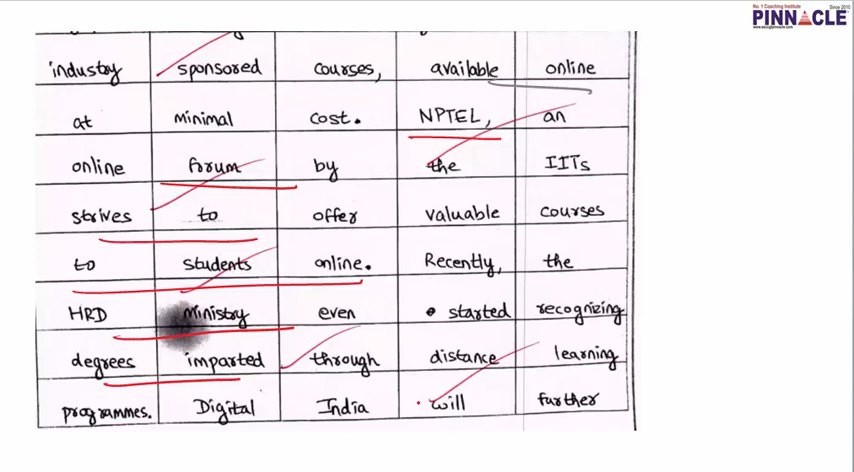 No. 1 Coaching Institute Since 2010
PINNACLE
industry sponsored courses, available online
at minimal cost. NPTEL, an
online forum by the IITs
strives to offer valuable courses
to students online. Recently, the
HRD Ministry even started recognizing
degrees imparted through distance learning
programmes. Digital India will further